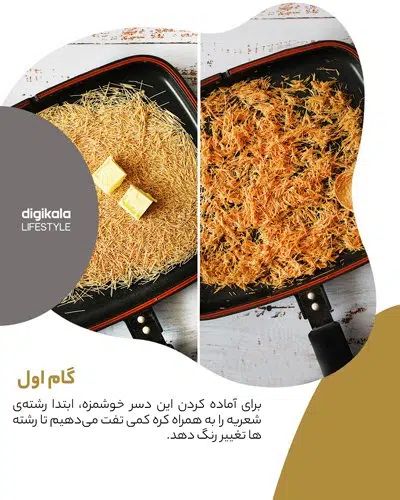 digikala
LIFESTYLE
گام اول
برای آماده کردن این دسر خوشمزه، ابتدا رشته‌ی
شعریه را به همراه کره کمی تفت می‌دهیم تا رشته
ها تغییر رنگ دهد.